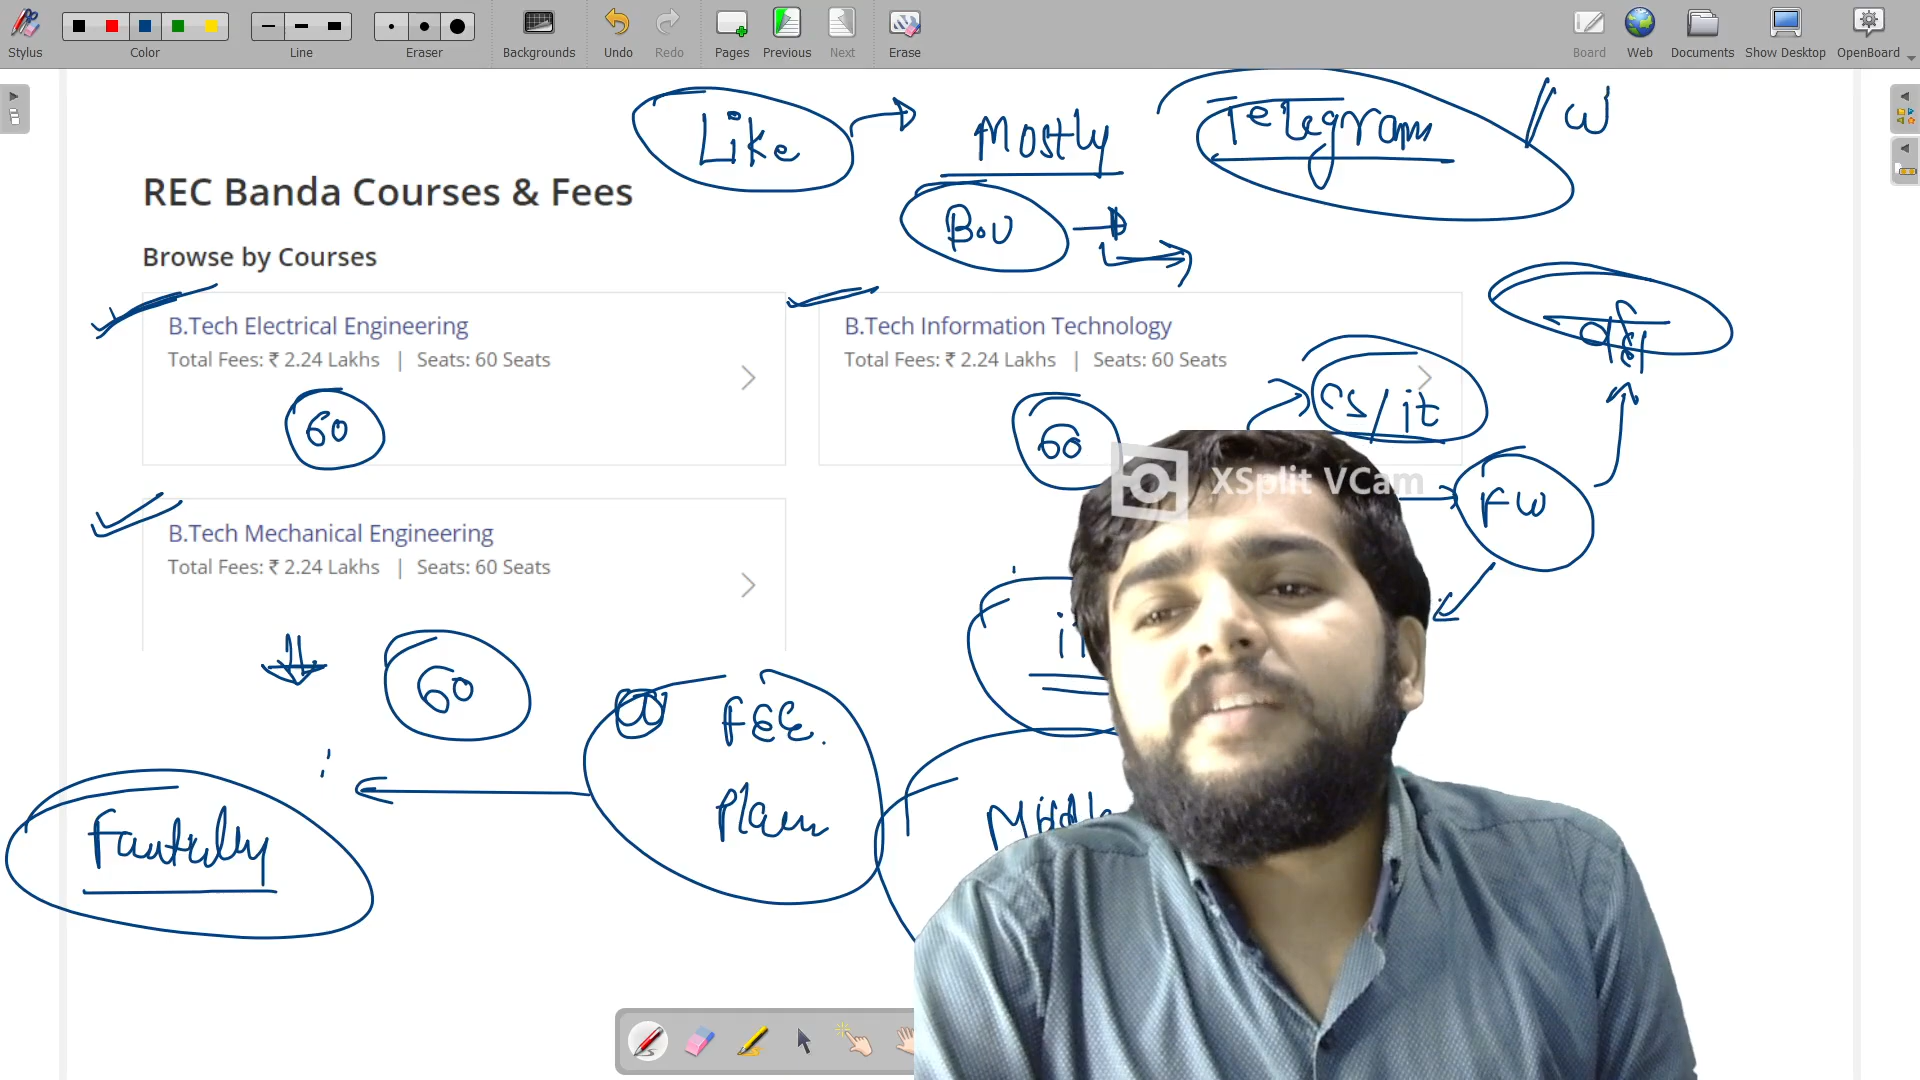 Stylus
Color
Line
Eraser
Backgrounds
Undo
Redo
Pages
Previous
Next
Erase
Board
Web
Documents
Show Desktop
OpenBoard
Like
Mostly
Telegram
REC Banda Courses & Fees
B.U
Browse by Courses
B.Tech Electrical Engineering
Total Fees: ₹ 2.24 Lakhs | Seats: 60 Seats
60
B.Tech Information Technology
Total Fees: ₹ 2.24 Lakhs | Seats: 60 Seats
60
CS/it
XSplit VCam
FW
B.Tech Mechanical Engineering
Total Fees: ₹ 2.24 Lakhs | Seats: 60 Seats
60
FEE.